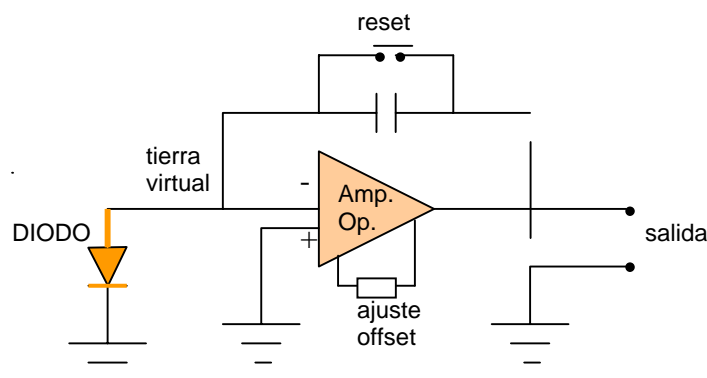 reset
tierra
virtual
-
Amp.
Op.
+
DIODO
salida
ajuste
offset